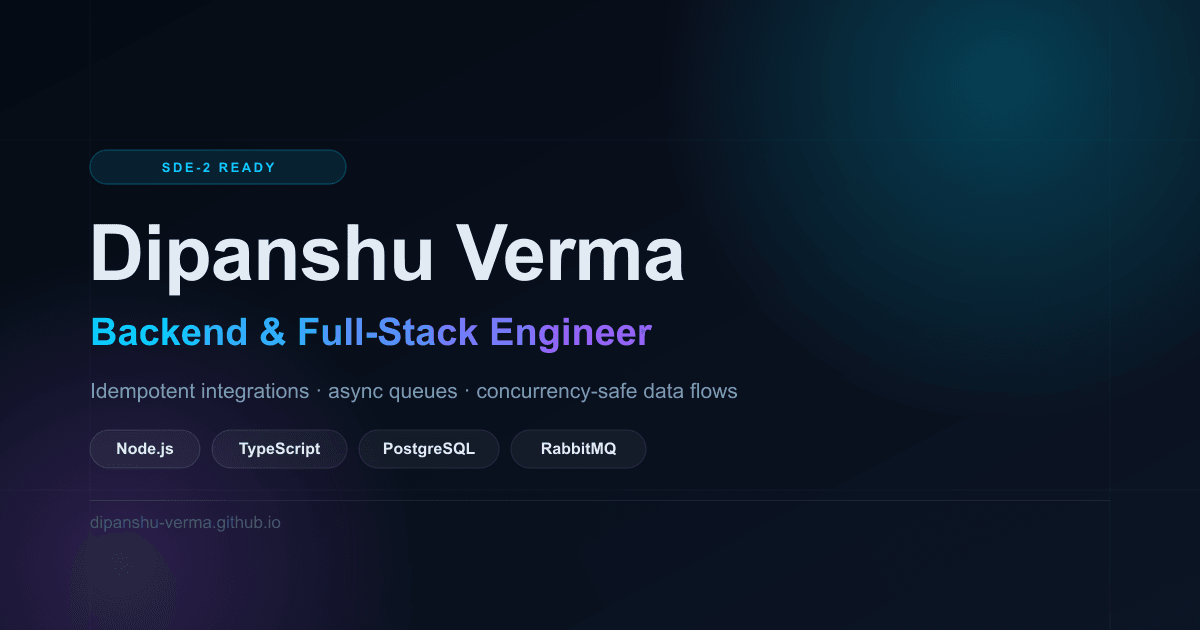 SDE-2 READY
Dipanshu Verma
Backend & Full-Stack Engineer
Idempotent integrations · async queues · concurrency-safe data flows
Node.js TypeScript PostgreSQL RabbitMQ
dipanshu-verma.github.io